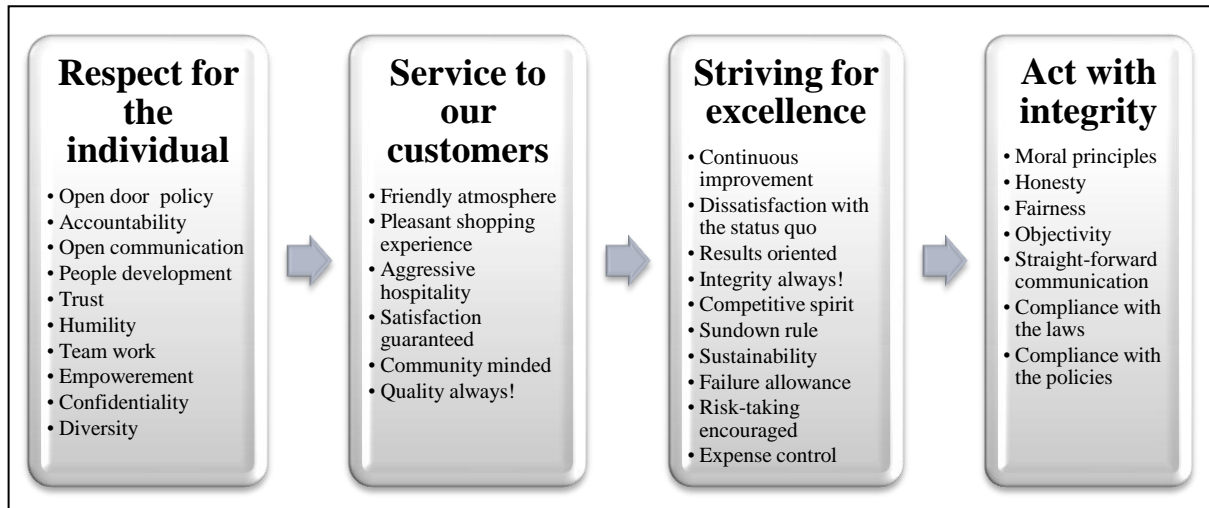 Respect for
the
individual
• Open door policy
• Accountability
• Open communication
• People development
• Trust
• Humility
• Team work
• Empowerement
• Confidentiality
• Diversity
Service to
our
customers
• Friendly atmosphere
• Pleasant shopping
experience
• Aggressive
hospitality
• Satisfaction
guaranteed
• Community minded
• Quality always!
Striving for
excellence
• Continuous
improvement
• Dissatisfaction with
the status quo
• Results oriented
• Integrity always!
• Competitive spirit
• Sundown rule
• Sustainability
• Failure allowance
• Risk-taking
encouraged
• Expense control
Act with
integrity
• Moral principles
• Honesty
• Fairness
• Objectivity
• Straight-forward
communication
• Compliance with
the laws
• Compliance with
the policies